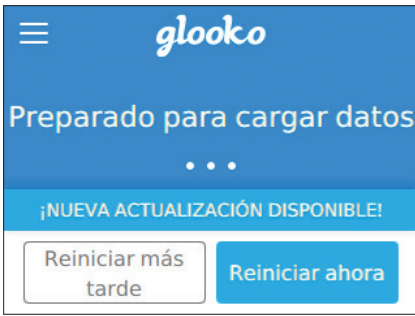 glooko
Preparado para cargar datos
...
¡NUEVA ACTUALIZACIÓN DISPONIBLE!
Reiniciar más
tarde
Reiniciar ahora